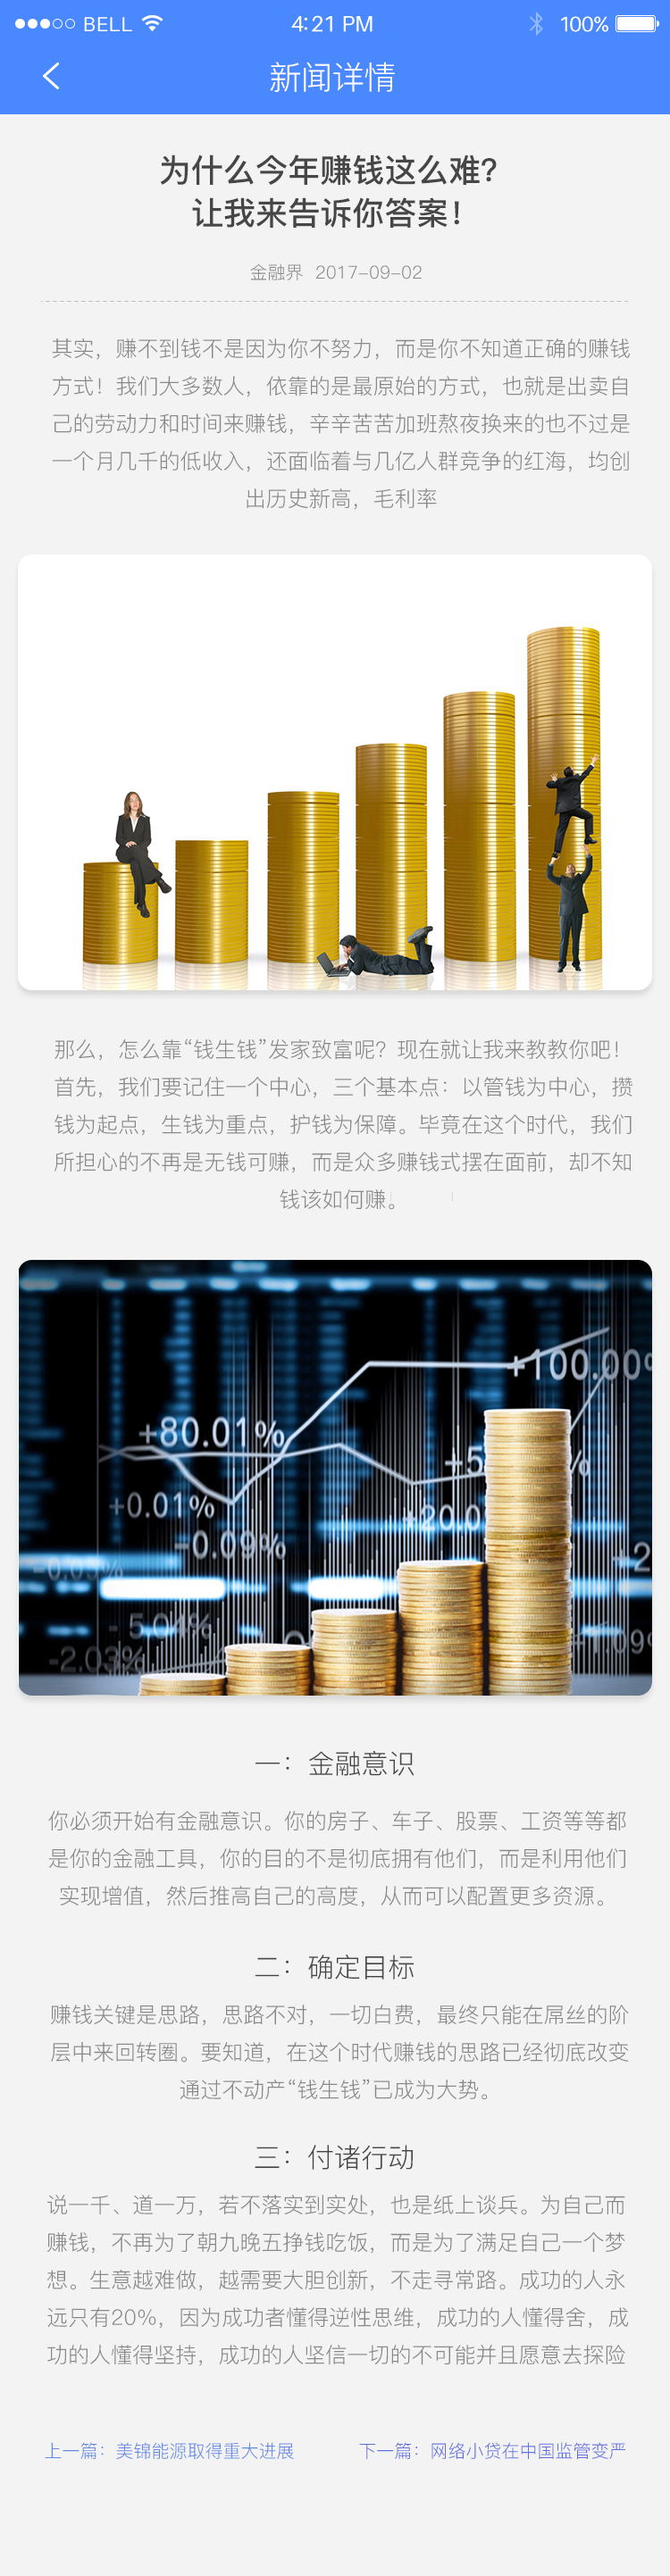 BELL
4:21 PM
100%
新闻详情
为什么今年赚钱这么难?
让我来告诉你答案！
金融界 2017-09-02
其实，赚不到钱不是因为你不努力，而是你不知道正确的赚钱
方式！我们大多数人，依靠的是最原始的方式，也就是出卖自
己的劳动力和时间来赚钱，辛辛苦苦加班熬夜换来的也不过是
一个月几千的低收入，还面临着与几亿人群竞争的红海，均创
出历史新高，毛利率
那么，怎么靠“钱生钱”发家致富呢？现在就让我来教教你吧！
首先，我们要记住一个中心，三个基本点：以管钱为中心，攒
钱为起点，生钱为重点，护钱为保障。毕竟在这个时代，我们
所担心的不再是无钱可赚，而是众多赚钱式摆在面前，却不知
钱该如何赚。
+100.00%
+80.01%
+0.01%
+20.0
-0.09%
-0.05%
-5.04%
-2.03%
一：金融意识
你必须开始有金融意识。你的房子、车子、股票、工资等等都
是你的金融工具，你的目的不是彻底拥有他们，而是利用他们
实现增值，然后推高自己的高度，从而可以配置更多资源。
二：确定目标
赚钱关键是思路，思路不对，一切白费，最终只能在屌丝的阶
层中来回转圈。要知道，在这个时代赚钱的思路已经彻底改变
通过不动产“钱生钱”已成为大势。
三：付诸行动
说一千、道一万，若不落实到实处，也是纸上谈兵。为自己而
赚钱，不再为了朝九晚五挣钱吃饭，而是为了满足自己一个梦
想。生意越难做，越需要大胆创新，不走寻常路。成功的人永
远只有20%，因为成功者懂得逆性思维，成功的人懂得舍，成
功的人懂得坚持，成功的人坚信一切的不可能并且愿意去探险
上一篇：美锦能源取得重大进展
下一篇：网络小贷在中国监管变严